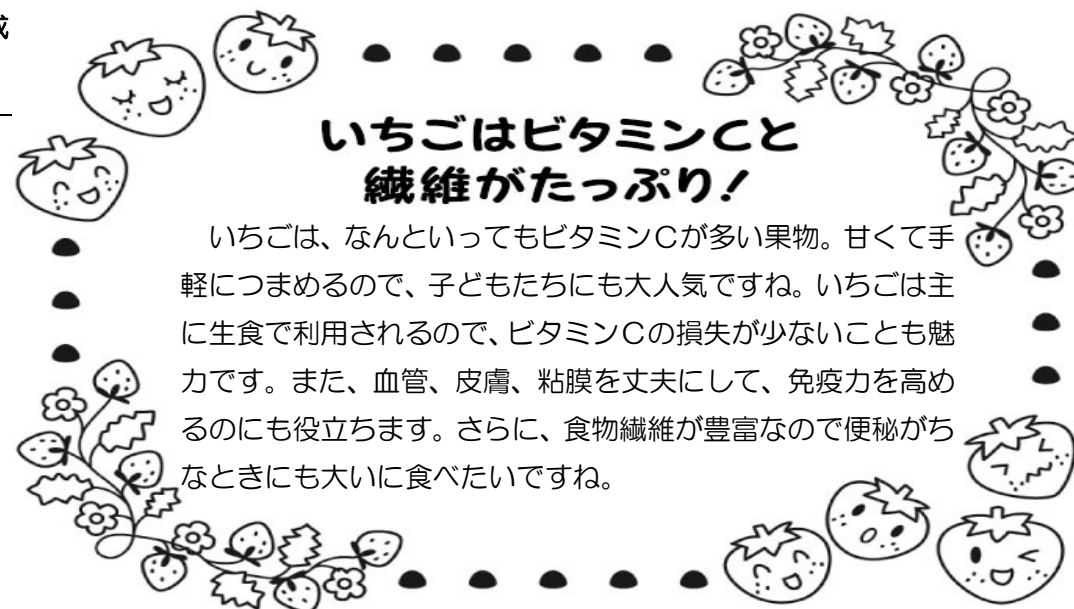 いちごはビタミンCと
繊維がたっぷり！
いちごは、なんといってもビタミンCが多い果物。甘くて手
軽につまめるので、子どもたちにも大人気ですね。いちごは主
に生食で利用されるので、ビタミンCの損失が少ないことも魅
力です。また、血管、皮膚、粘膜を丈夫にして、免疫力を高め
るのにも役立ちます。さらに、食物繊維が豊富なので便秘がち
なときにも大いに食べたいですね。